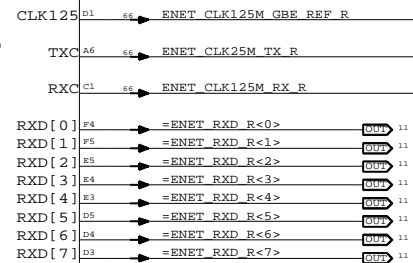 CLK125 D1 66 ENET_CLK125M_GBE_REF_R
TXC A6 66 ENET_CLK25M_TX_R
RXC C1 66 ENET_CLK125M_RX_R
RXD[0] F4 =ENET_RXD_R<0> OUT 11
RXD[1] F5 =ENET_RXD_R<1> OUT 11
RXD[2] E5 =ENET_RXD_R<2> OUT 11
RXD[3] E4 =ENET_RXD_R<3> OUT 11
RXD[4] E3 =ENET_RXD_R<4> OUT 11
RXD[5] D5 =ENET_RXD_R<5> OUT 11
RXD[6] D4 =ENET_RXD_R<6> OUT 11
RXD[7] D3 =ENET_RXD_R<7> OUT 11